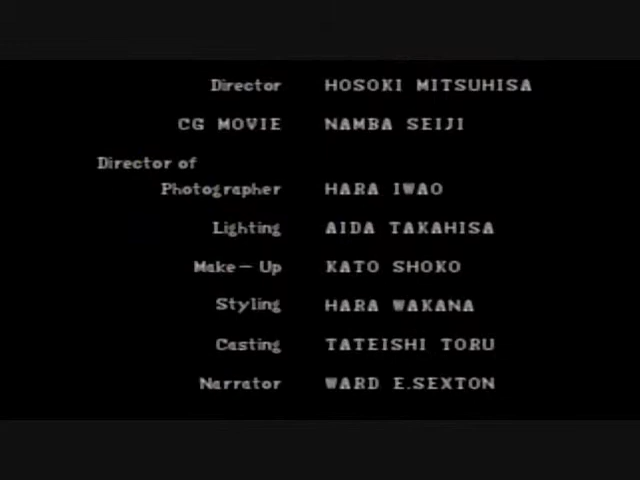 Director HOSOKI MITSUHISA
CG MOVIE NAMBA SEIJI
Director of
Photographer HARA IWAO
Lighting AIDA TAKAHISA
Make-Up KATO SHOKO
Styling HARA WAKANA
Casting TATEISHI TORU
Narrator WARD E.SEXTON